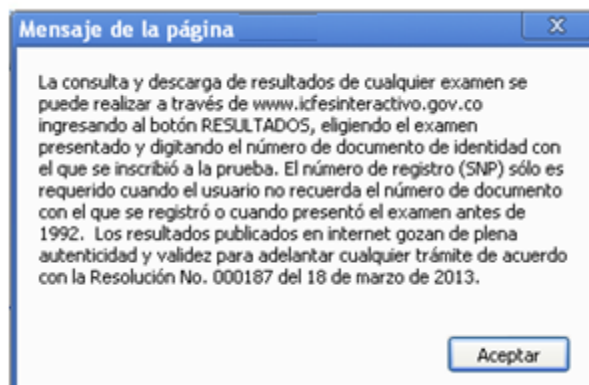 Mensaje de la página
La consulta y descarga de resultados de cualquier examen se
puede realizar a través de www.icfesinteractivo.gov.co
ingresando al botón RESULTADOS, eligiendo el examen
presentado y digitando el número de documento de identidad con
el que se inscribió a la prueba. El número de registro (SNP) sólo es
requerido cuando el usuario no recuerda el número de documento
con el que se registró o cuando presentó el examen antes de
1992. Los resultados publicados en internet gozan de plena
autenticidad y validez para adelantar cualquier trámite de acuerdo
con la Resolución No. 000187 del 18 de marzo de 2013.
Aceptar